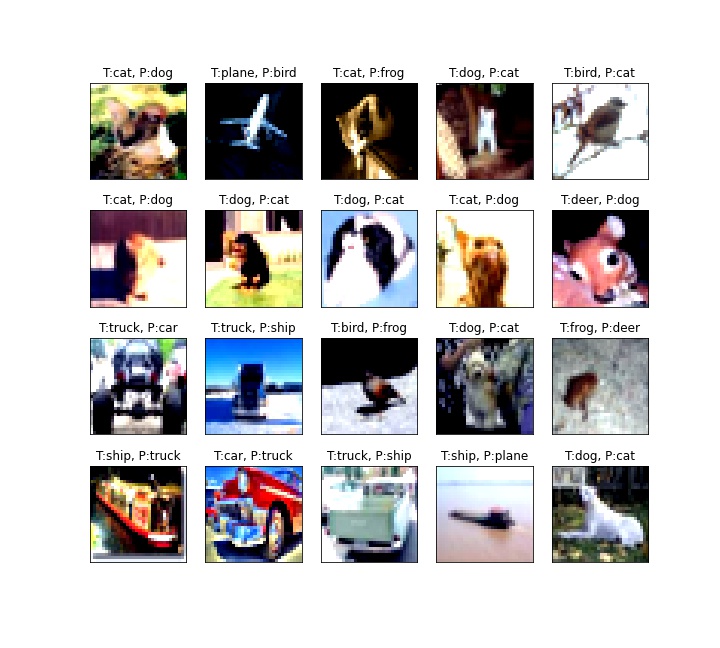 T:cat, P:dog
T:plane, P:bird
T:cat, P:frog
T:dog, P:cat
T:bird, P:cat
T:cat, P:dog
T:dog, P:cat
T:dog, P:cat
T:cat, P:dog
T:deer, P:dog
T:truck, P:car
T:truck, P:ship
T:bird, P:frog
T:dog, P:cat
T:frog, P:deer
T:ship, P:truck
T:car, P:truck
T:truck, P:ship
T:ship, P:plane
T:dog, P:cat